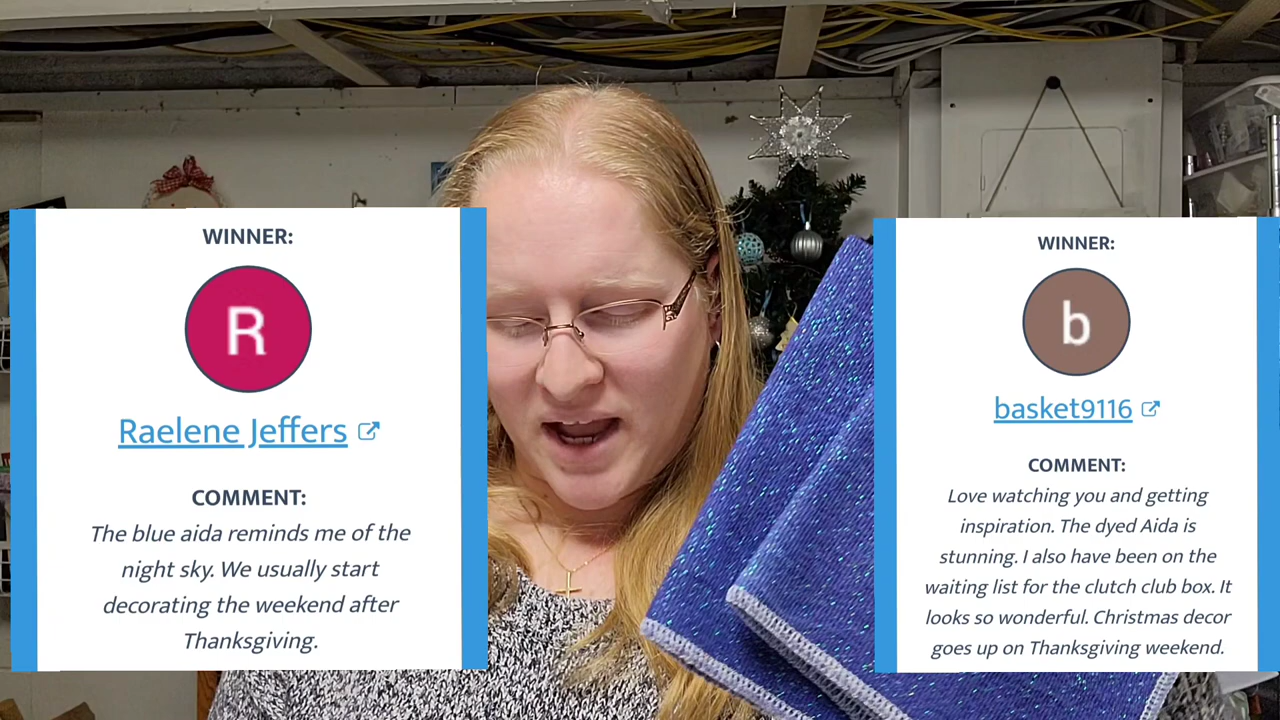 WINNER:
R
Raelene Jeffers
COMMENT:
The blue aida reminds me of the
night sky. We usually start
decorating the weekend after
Thanksgiving.
WINNER:
b
basket9116
COMMENT:
Love watching you and getting
inspiration. The dyed Aida is
stunning. I also have been on the
waiting list for the clutch club box. It
looks so wonderful. Christmas decor
goes up on Thanksgiving weekend.